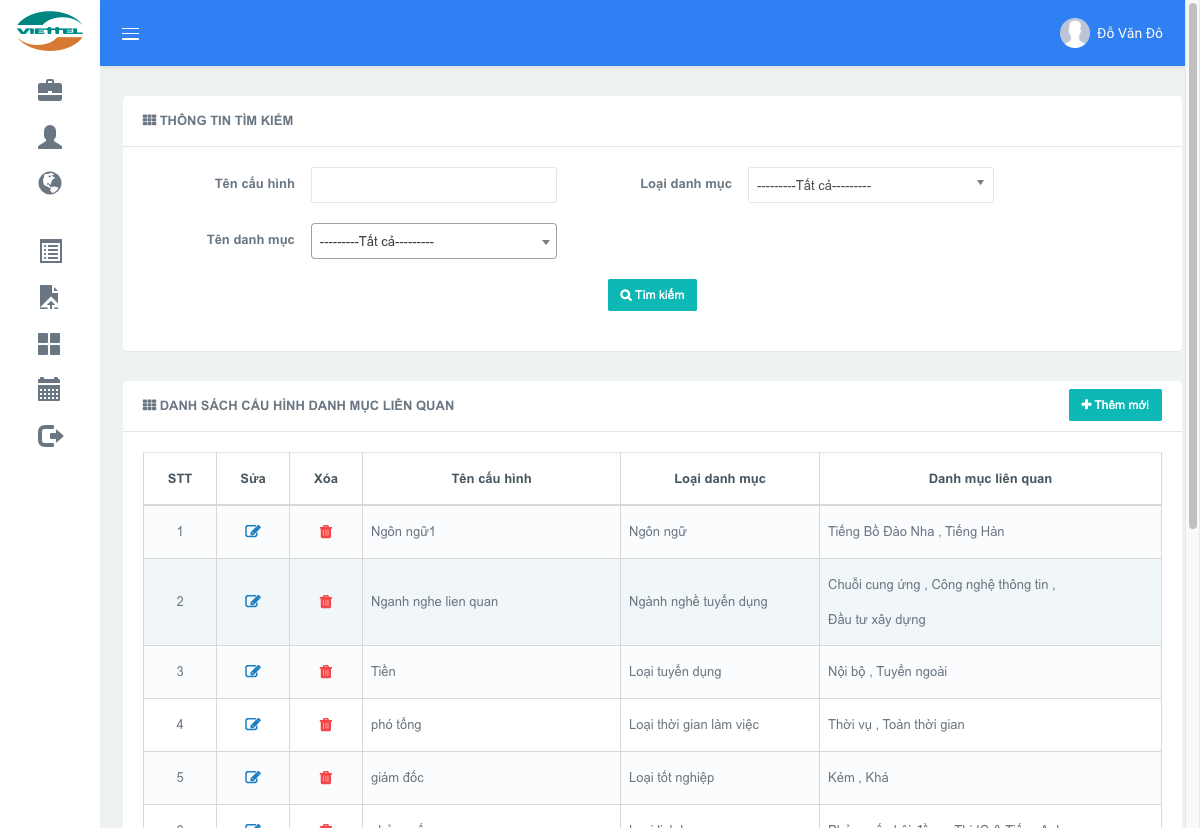 VIETTEL
Đỗ Văn Đô
THÔNG TIN TÌM KIẾM
Tên cấu hình
Loại danh mục
---------Tất cả---------
Tên danh mục
---------Tất cả---------
Tìm kiếm
DANH SÁCH CẤU HÌNH DANH MỤC LIÊN QUAN
Thêm mới
STT Sửa Xóa Tên cấu hình Loại danh mục Danh mục liên quan
1 Ngôn ngữ1 Ngôn ngữ Tiếng Bồ Đào Nha , Tiếng Hàn
2 Nganh nghe lien quan Ngành nghề tuyển dụng Chuỗi cung ứng , Công nghệ thông tin ,
Đầu tư xây dựng
3 Tiền Loại tuyển dụng Nội bộ , Tuyển ngoài
4 phó tổng Loại thời gian làm việc Thời vụ , Toàn thời gian
5 giám đốc Loại tốt nghiệp Kém , Khá